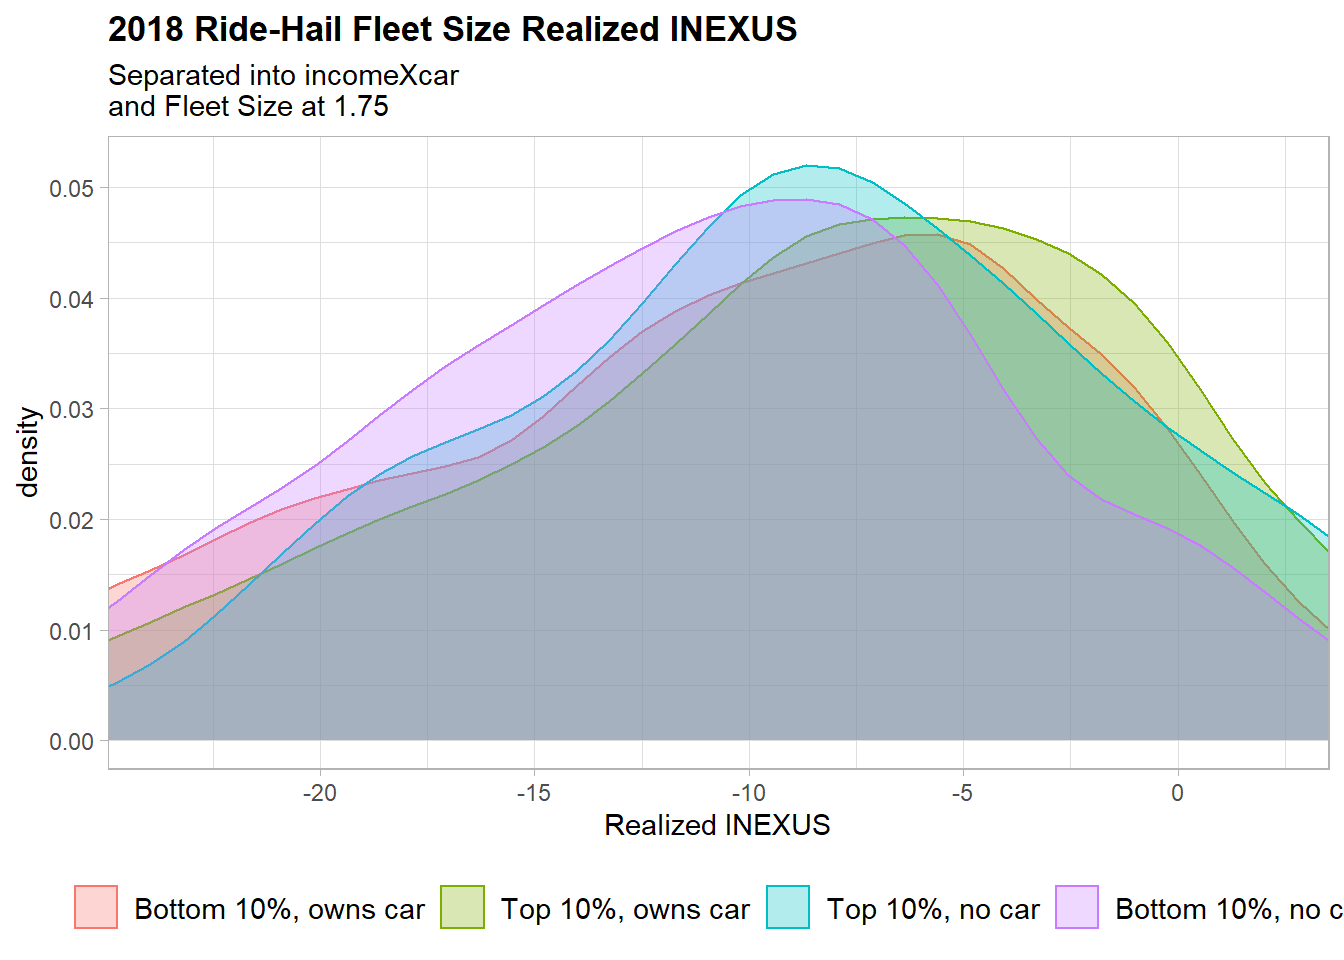 2018 Ride-Hail Fleet Size Realized INEXUS
Separated into incomeXcar
and Fleet Size at 1.75
density
0.05
0.04
0.03
0.02
0.01
0.00
-20 -15 -10 -5 0
Realized INEXUS
Bottom 10%, owns car Top 10%, owns car Top 10%, no car Bottom 10%, no c